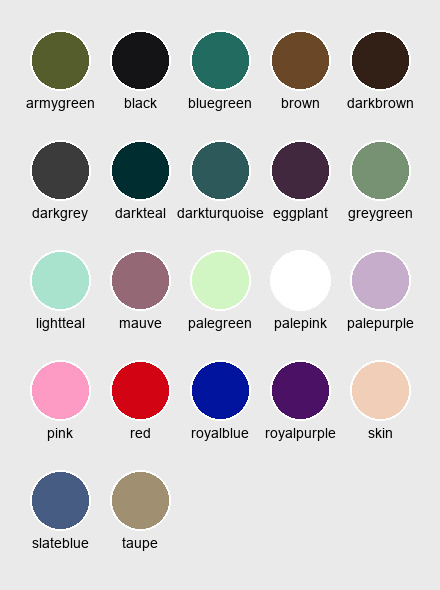 armygreen black bluegreen brown darkbrown
darkgrey darkteal darkturquoise eggplant greygreen
lightteal mauve palegreen palepink palepurple
pink red royalblue royalpurple skin
slateblue taupe